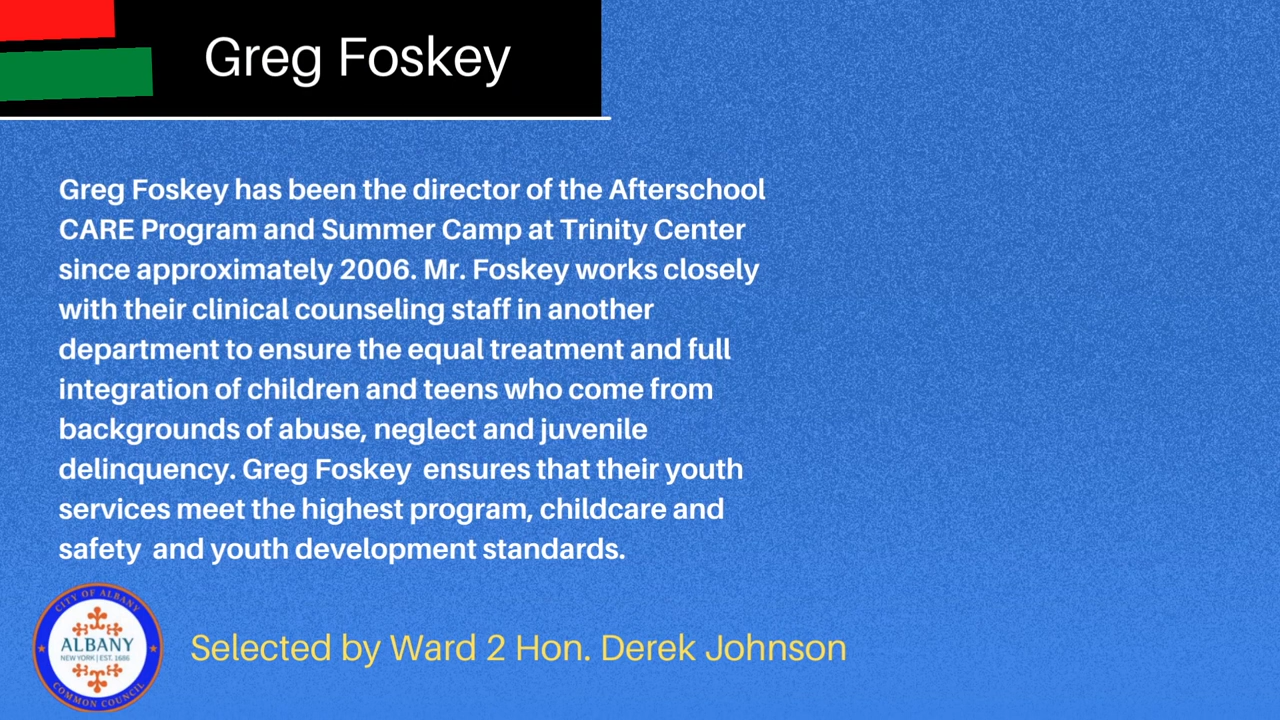 Greg Foskey
Greg Foskey has been the director of the Afterschool
CARE Program and Summer Camp at Trinity Center
since approximately 2006. Mr. Foskey works closely
with their clinical counseling staff in another
department to ensure the equal treatment and full
integration of children and teens who come from
backgrounds of abuse, neglect and juvenile
delinquency. Greg Foskey  ensures that their youth
services meet the highest program, childcare and
safety  and youth development standards.
CITY OF ALBANY
ALBANY
NEW YORK | EST. 1686
COMMON COUNCIL
Selected by Ward 2 Hon. Derek Johnson